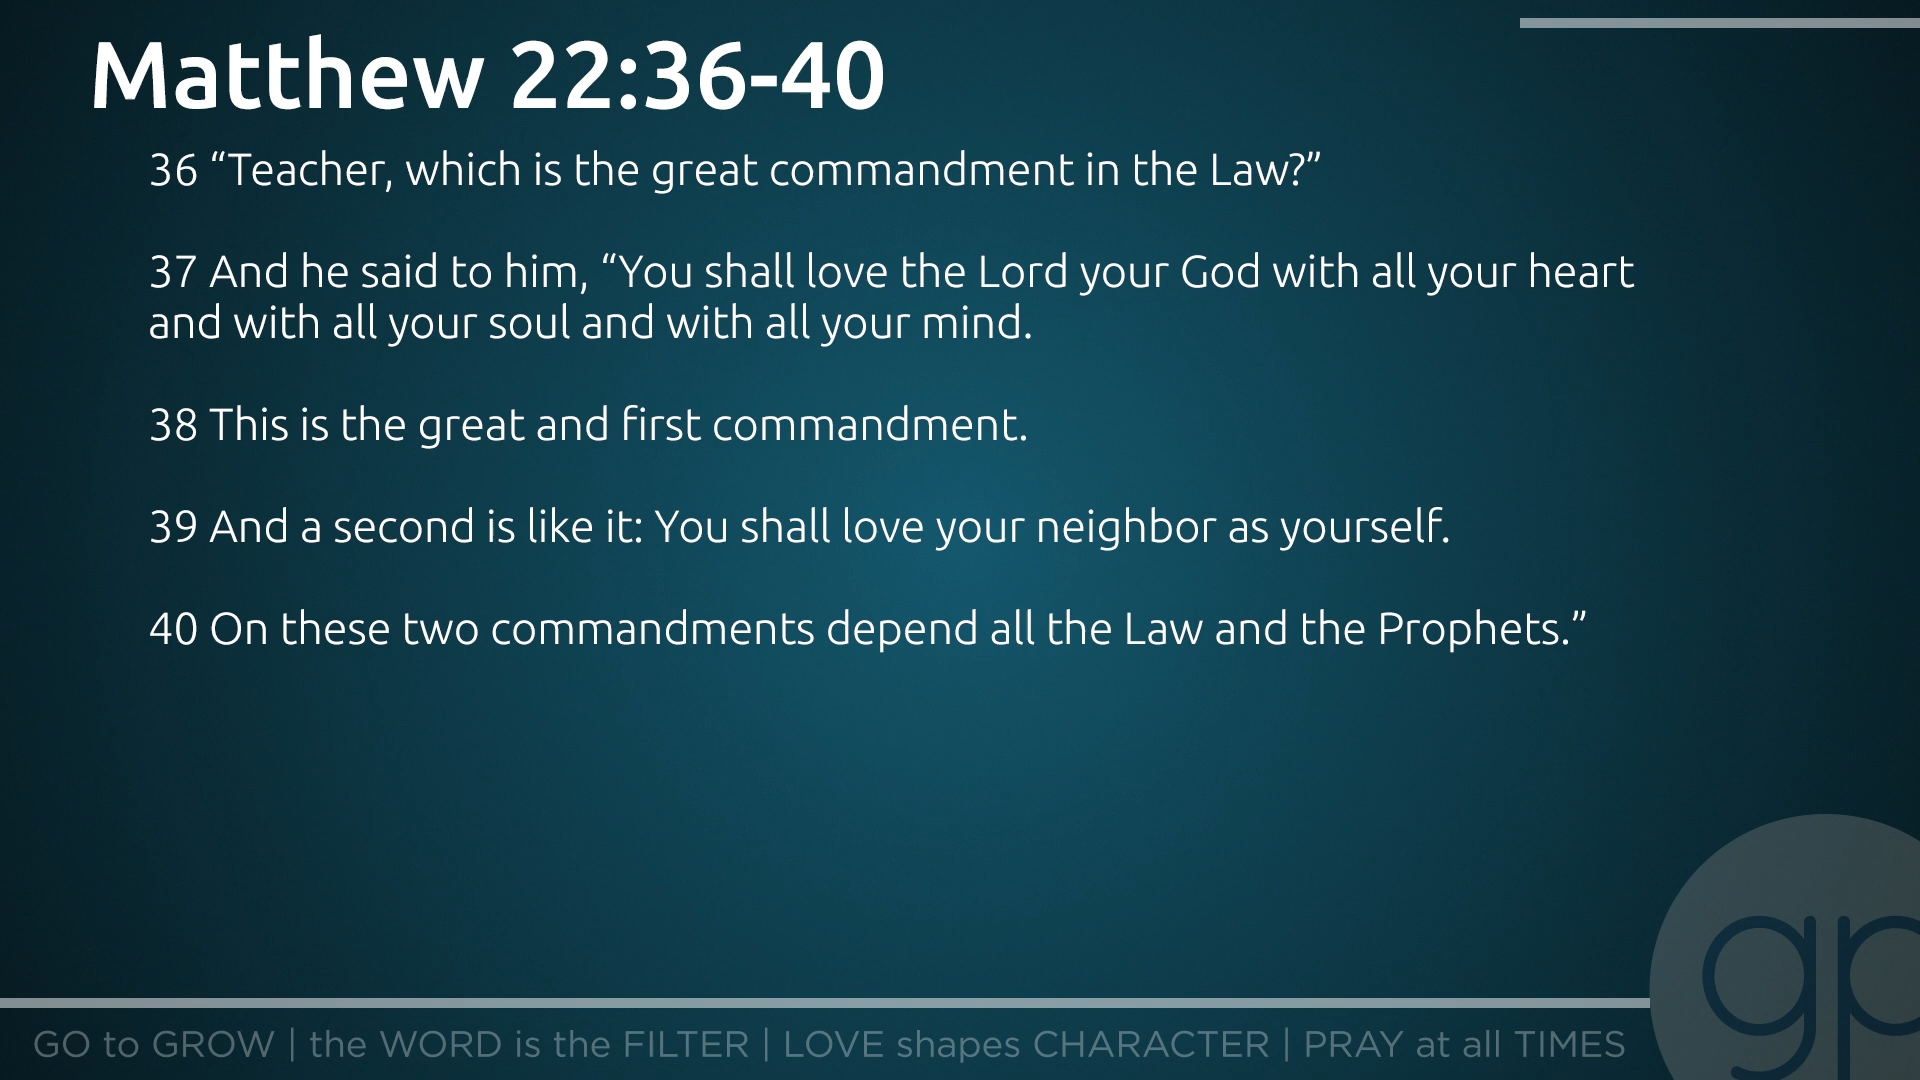 Matthew 22:36-40
36 “Teacher, which is the great commandment in the Law?”
37 And he said to him, “You shall love the Lord your God with all your heart
and with all your soul and with all your mind.
38 This is the great and first commandment.
39 And a second is like it: You shall love your neighbor as yourself.
40 On these two commandments depend all the Law and the Prophets.”
gp
GO to GROW | the WORD is the FILTER | LOVE shapes CHARACTER | PRAY at all TIMES